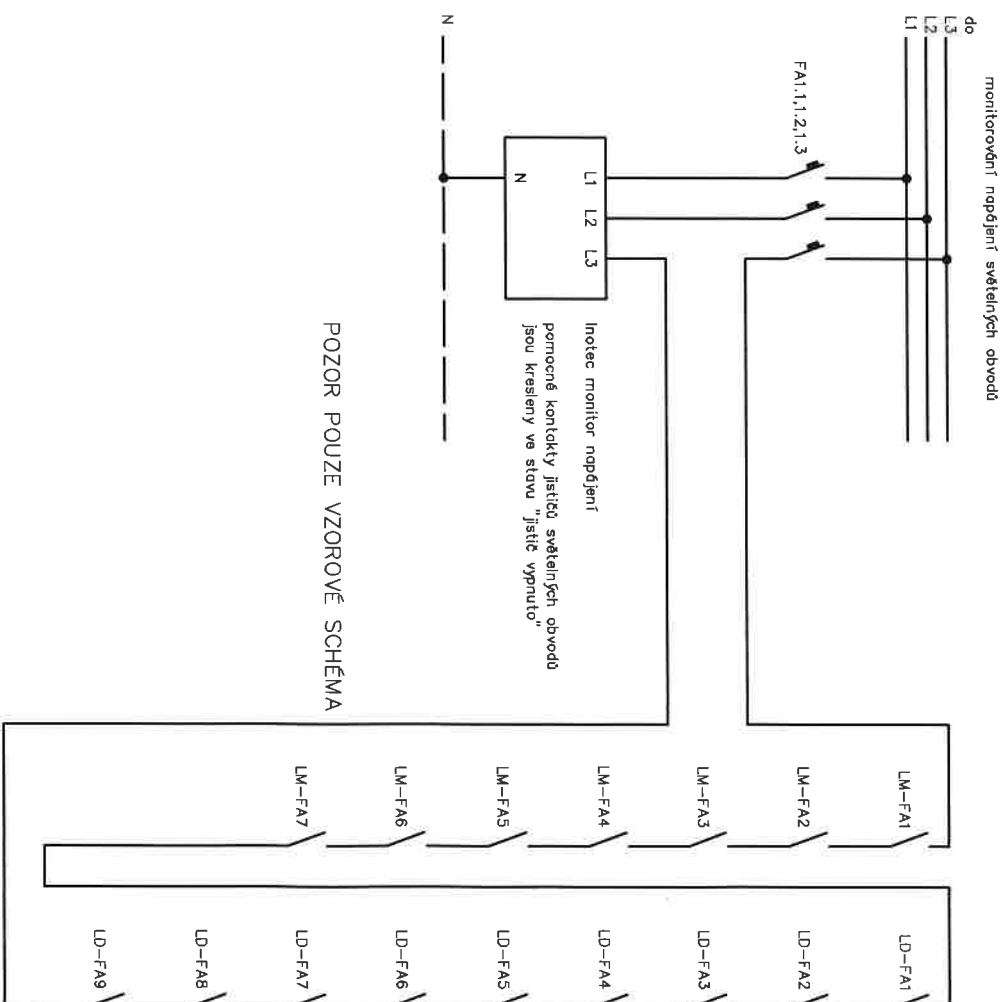 monitorování napájení světelných obvodů
do
L3
L2
L1
FA1.1,1.2,1.3
L1 L2 L3
N
N
Inotec monitor napájení
pomocné kontakty jističů světelných obvodů
jsou kresleny ve stavu "jistič vypnuto"
POZOR POUZE VZOROVÉ SCHÉMA
LM-FA1
LM-FA2
LM-FA3
LM-FA4
LM-FA5
LM-FA6
LM-FA7
LD-FA1
LD-FA2
LD-FA3
LD-FA4
LD-FA5
LD-FA6
LD-FA7
LD-FA8
LD-FA9